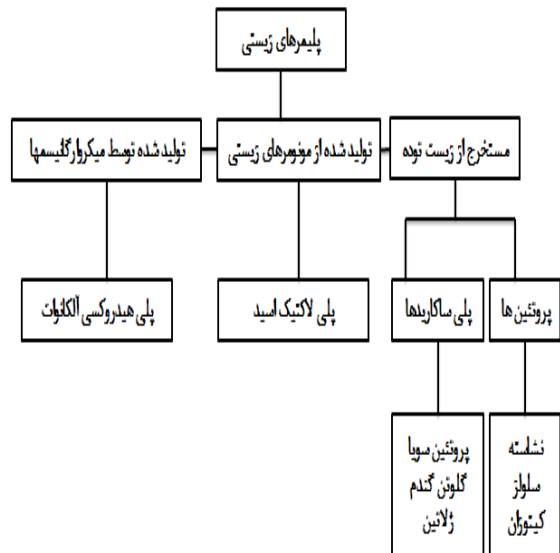 پلیمرهای زیستی
مستخرج از زیست توده
تولید شده از مونومرهای زیستی
تولید شده توسط میکروارگانیسمها
پروتئین ها
پلی ساکاریدها
پلی لاکتیک اسید
پلی هیدروکسی آلکانوات
نشاسته
سلولز
کیتوزان
پروتئین سویا
گلوتن گندم
ژلاتین